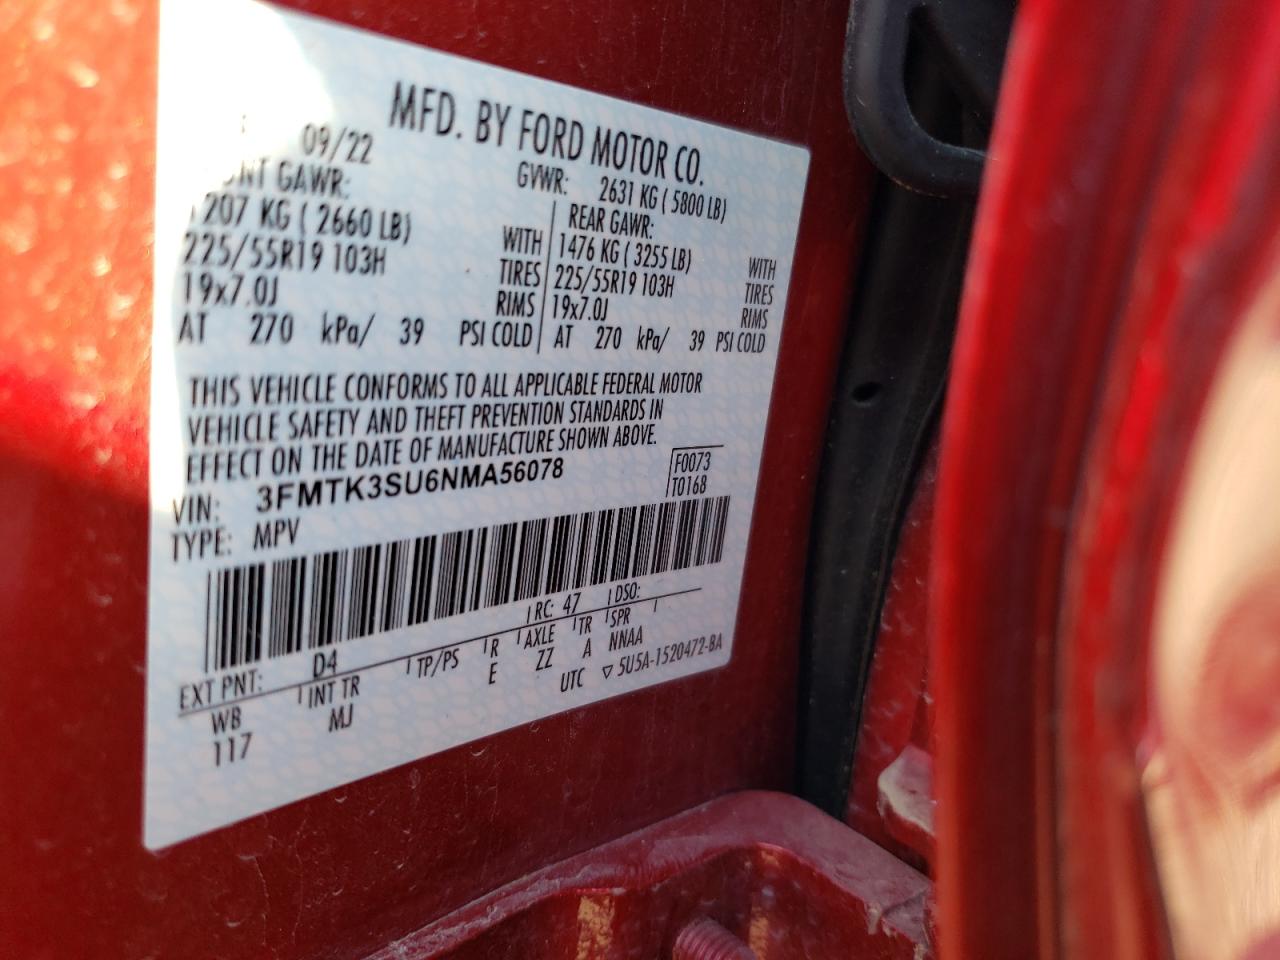 MFD. BY FORD MOTOR CO.
09/22
GVWR: 2631 KG ( 5800 LB)
GAWR:
207 KG ( 2660 LB)
WITH
225/55R19 103H
TIRES
19x7.0J
RIMS
AT 270 kPa/ 39 PSI COLD
REAR GAWR:
1476 KG ( 3255 LB)
WITH
225/55R19 103H
TIRES
19x7.0J
RIMS
AT 270 kPa/ 39 PSI COLD
THIS VEHICLE CONFORMS TO ALL APPLICABLE FEDERAL MOTOR
VEHICLE SAFETY AND THEFT PREVENTION STANDARDS IN
EFFECT ON THE DATE OF MANUFACTURE SHOWN ABOVE.
VIN: 3FMTK3SU6NMA56078
F0073
T0168
TYPE: MPV
EXT PNT: D4
RC: 47
DSO:
WB
INT TR
TP/PS
R
AXLE
TR
SPR
117
MJ
E
ZZ
A
NNAA
UTC ▽ 5U5A-1520472-BA